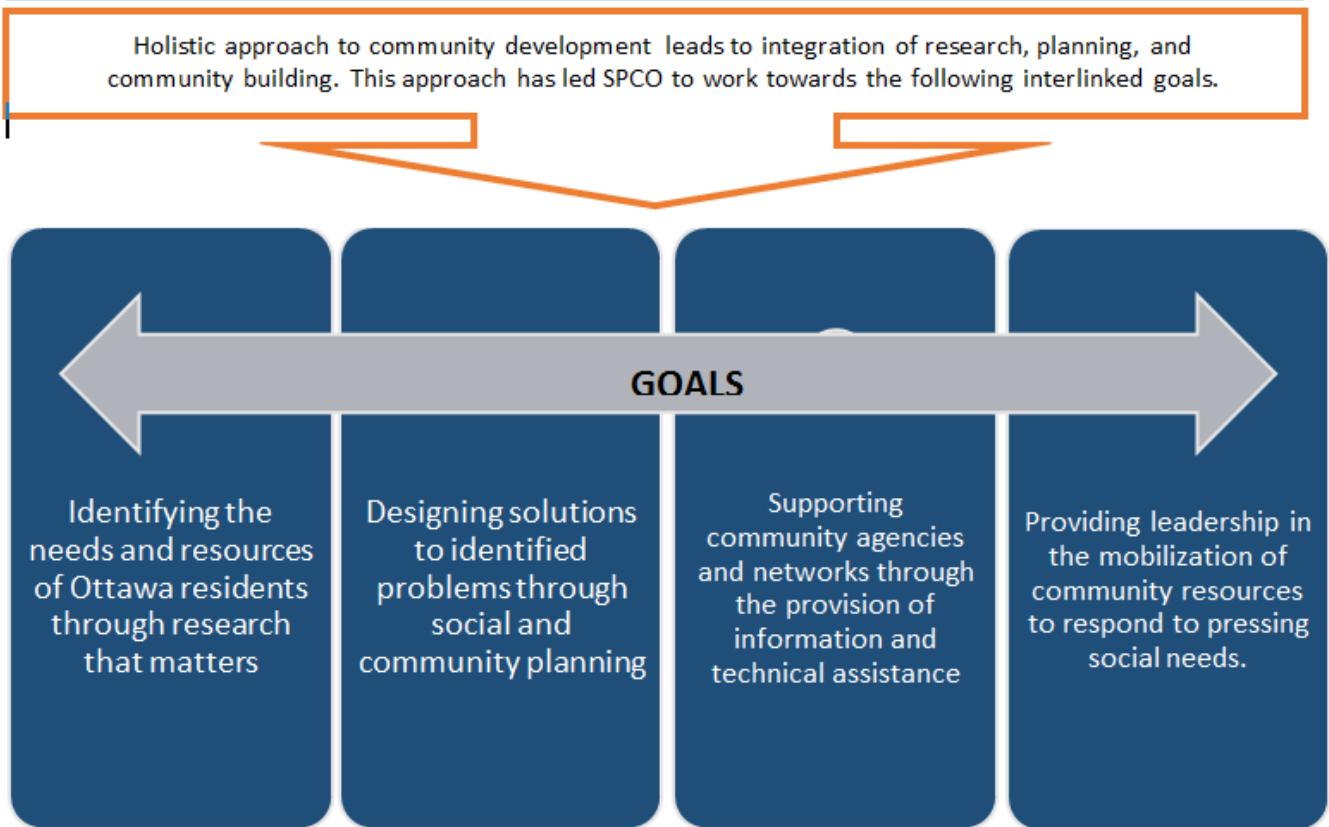 Holistic approach to community development leads to integration of research, planning, and
community building. This approach has led SPCO to work towards the following interlinked goals.
GOALS
Identifying the
needs and resources
of Ottawa residents
through research
that matters
Designing solutions
to identified
problems through
social and
community planning
Supporting
community agencies
and networks through
the provision of
information and
technical assistance
Providing leadership in
the mobilization of
community resources
to respond to pressing
social needs.